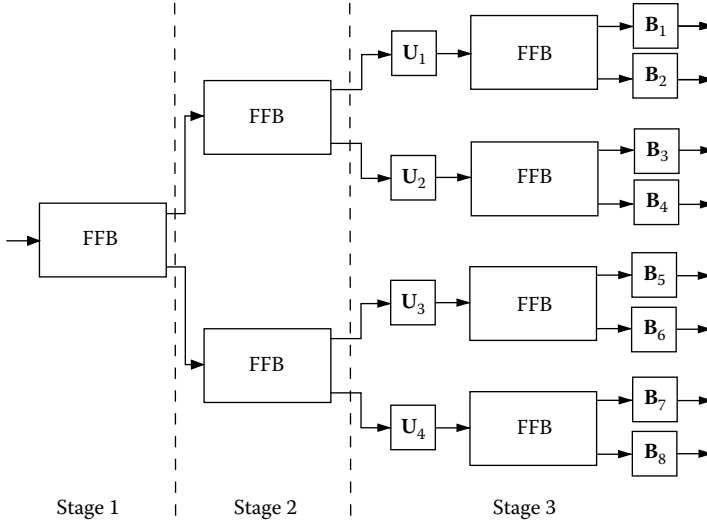 U₁
FFB
B₁
B₂
FFB
U₂
FFB
B₃
B₄
FFB
U₃
FFB
B₅
B₆
FFB
U₄
FFB
B₇
B₈
Stage 1
Stage 2
Stage 3